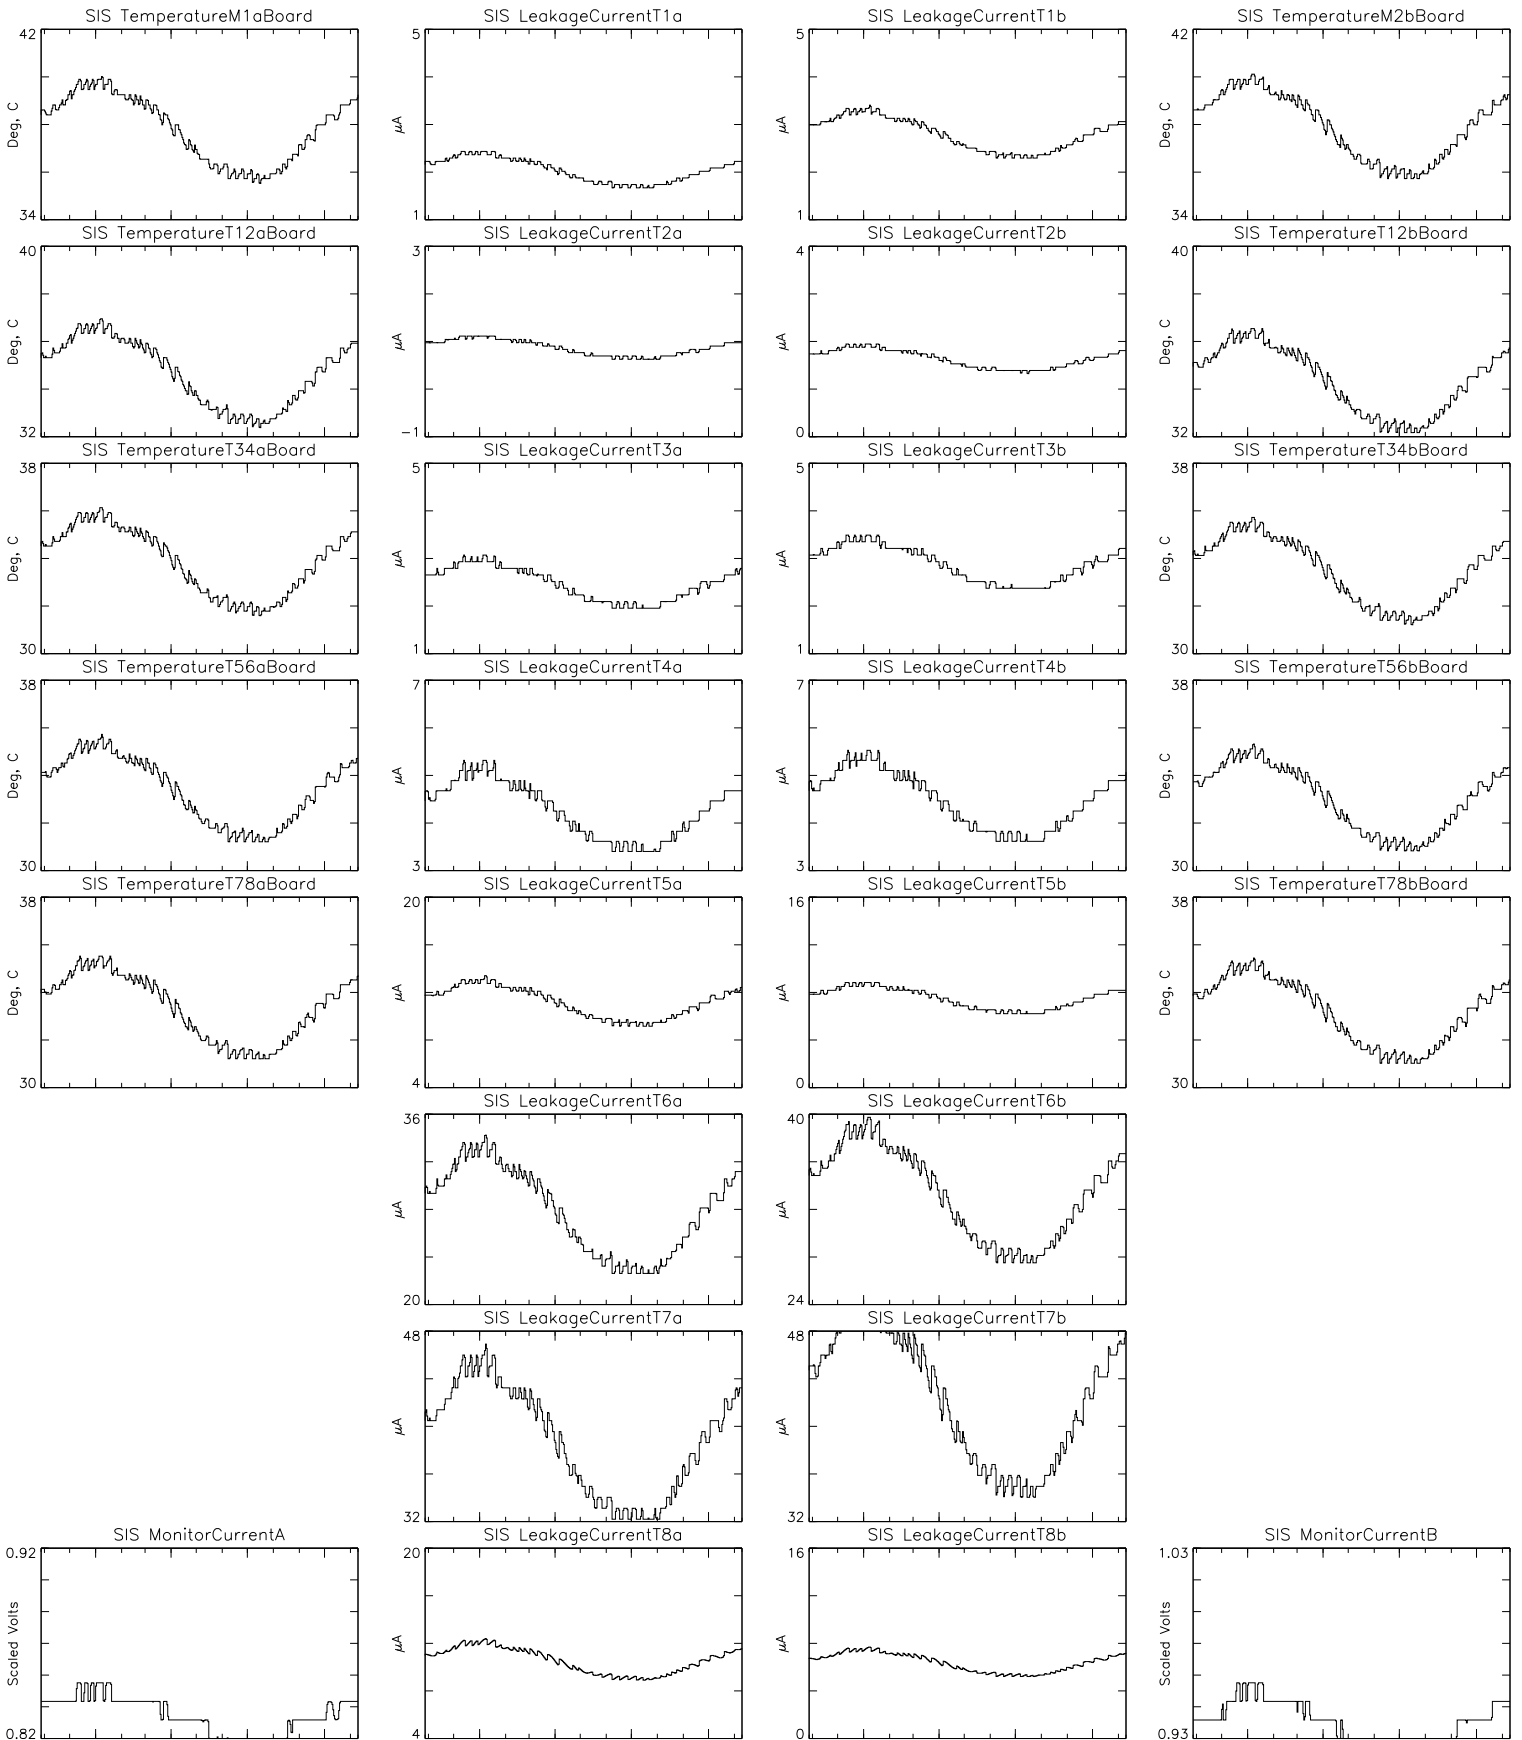 SIS TemperatureM1aBoard
42
Deg, C
34
SIS LeakageCurrentT1a
5
μA
1
SIS LeakageCurrentT1b
5
μA
1
SIS TemperatureM2bBoard
42
Deg, C
34
SIS TemperatureT12aBoard
40
Deg, C
32
SIS LeakageCurrentT2a
3
μA
-1
SIS LeakageCurrentT2b
4
μA
0
SIS TemperatureT12bBoard
40
Deg, C
32
SIS TemperatureT34aBoard
38
Deg, C
30
SIS LeakageCurrentT3a
5
μA
1
SIS LeakageCurrentT3b
5
μA
1
SIS TemperatureT34bBoard
38
Deg, C
30
SIS TemperatureT56aBoard
38
Deg, C
30
SIS LeakageCurrentT4a
7
μA
3
SIS LeakageCurrentT4b
7
μA
3
SIS TemperatureT56bBoard
38
Deg, C
30
SIS TemperatureT78aBoard
38
Deg, C
30
SIS LeakageCurrentT5a
20
μA
4
SIS LeakageCurrentT5b
16
μA
0
SIS TemperatureT78bBoard
38
Deg, C
30
SIS LeakageCurrentT6a
36
μA
20
SIS LeakageCurrentT6b
40
μA
24
SIS LeakageCurrentT7a
48
μA
32
SIS LeakageCurrentT7b
48
μA
32
SIS MonitorCurrentA
0.92
Scaled Volts
0.82
SIS LeakageCurrentT8a
20
μA
4
SIS LeakageCurrentT8b
16
μA
0
SIS MonitorCurrentB
1.03
Scaled Volts
0.93